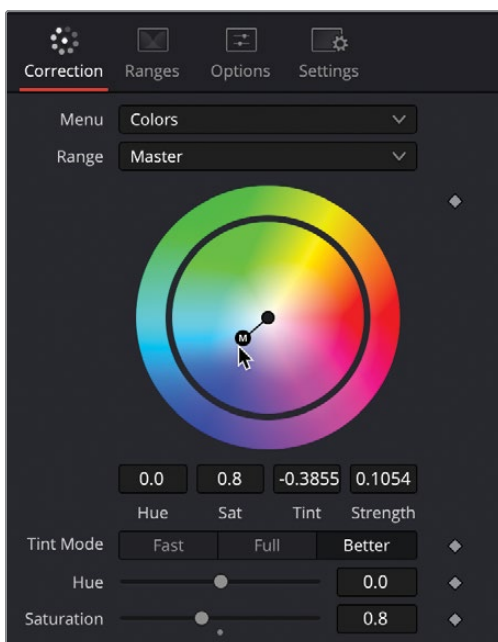 Correction Ranges Options Settings
Menu Colors
Range Master
M
0.0 0.8 -0.3855 0.1054
Hue Sat Tint Strength
Tint Mode Fast Full Better
Hue 0.0
Saturation 0.8